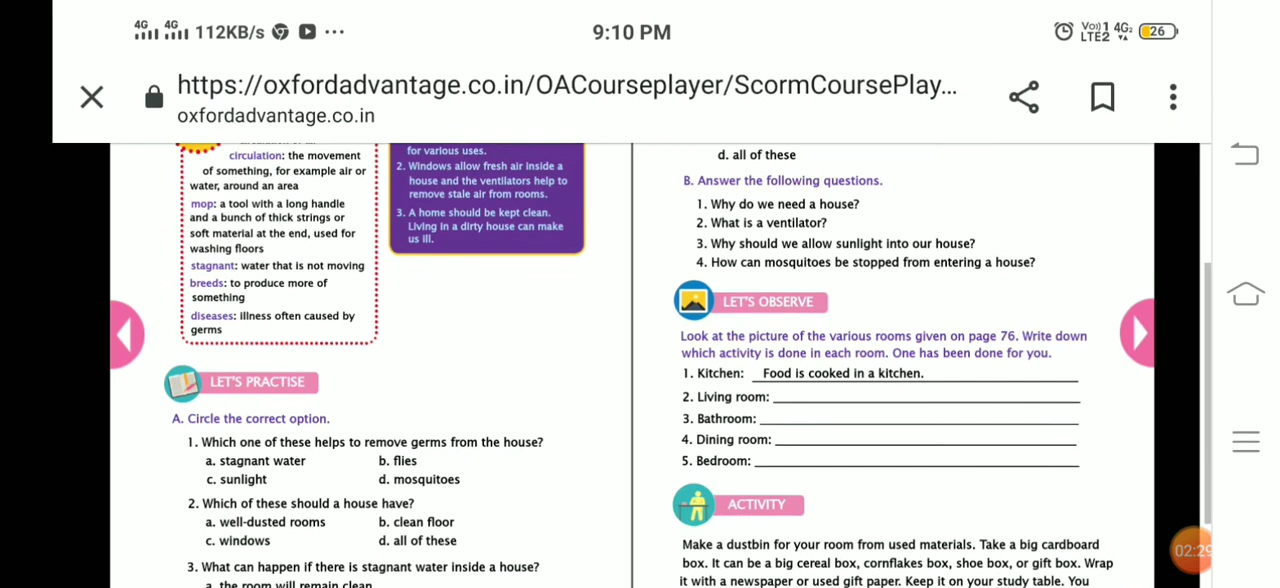 4G 4G 112KB/s ...
9:10 PM
Vo)) 1 4G2
LTE2
26
https://oxfordadvantage.co.in/OACourseplayer/ScormCoursePlay...
oxfordadvantage.co.in
circulation: the movement
of something, for example air or
water, around an area
mop: a tool with a long handle
and a bunch of thick strings or
soft material at the end, used for
washing floors
stagnant: water that is not moving
breeds: to produce more of
something
diseases: illness often caused by
germs
for various uses.
2. Windows allow fresh air inside a
house and the ventilators help to
remove stale air from rooms.
3. A home should be kept clean.
Living in a dirty house can make
us ill.
LET'S PRACTISE
A. Circle the correct option.
1. Which one of these helps to remove germs from the house?
a. stagnant water b. flies
c. sunlight d. mosquitoes
2. Which of these should a house have?
a. well-dusted rooms b. clean floor
c. windows d. all of these
3. What can happen if there is stagnant water inside a house?
a. the room will remain clean
d. all of these
B. Answer the following questions.
1. Why do we need a house?
2. What is a ventilator?
3. Why should we allow sunlight into our house?
4. How can mosquitoes be stopped from entering a house?
LET'S OBSERVE
Look at the picture of the various rooms given on page 76. Write down
which activity is done in each room. One has been done for you.
1. Kitchen: Food is cooked in a kitchen.
2. Living room:
3. Bathroom:
4. Dining room:
5. Bedroom:
ACTIVITY
Make a dustbin for your room from used materials. Take a big cardboard
box. It can be a big cereal box, cornflakes box, shoe box, or gift box. Wrap
it with a newspaper or used gift paper. Keep it on your study table. You
02:29